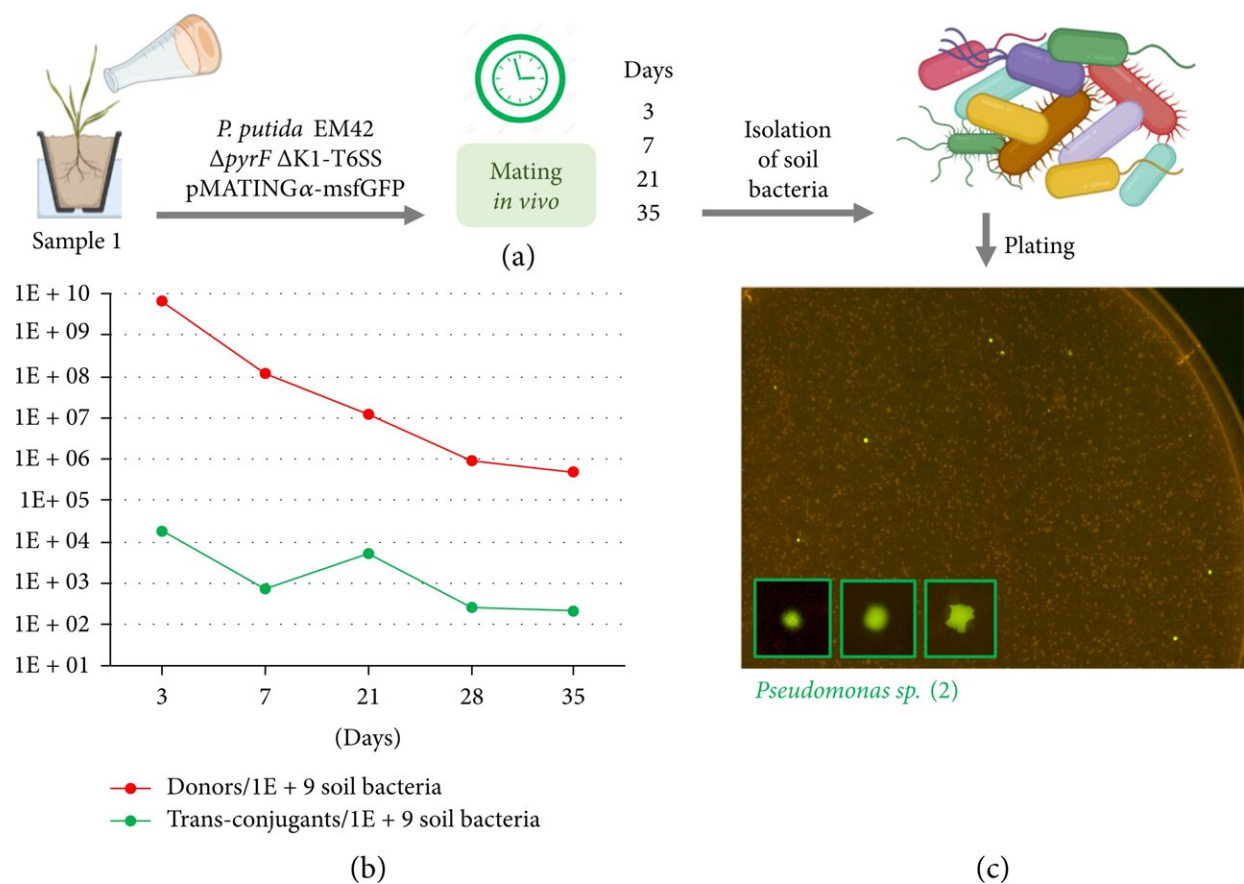 Sample 1
P. putida EM42
ΔpyrF ΔK1-T6SS
pMATINGα-msfGFP
Mating
in vivo
Days
3
7
21
35
Isolation
of soil
bacteria
Plating
(a)
1E + 10
1E + 09
1E + 08
1E + 07
1E + 06
1E + 05
1E + 04
1E + 03
1E + 02
1E + 01
3 7 21 28 35
(Days)
Donors/1E + 9 soil bacteria
Trans-conjugants/1E + 9 soil bacteria
(b)
Pseudomonas sp. (2)
(c)